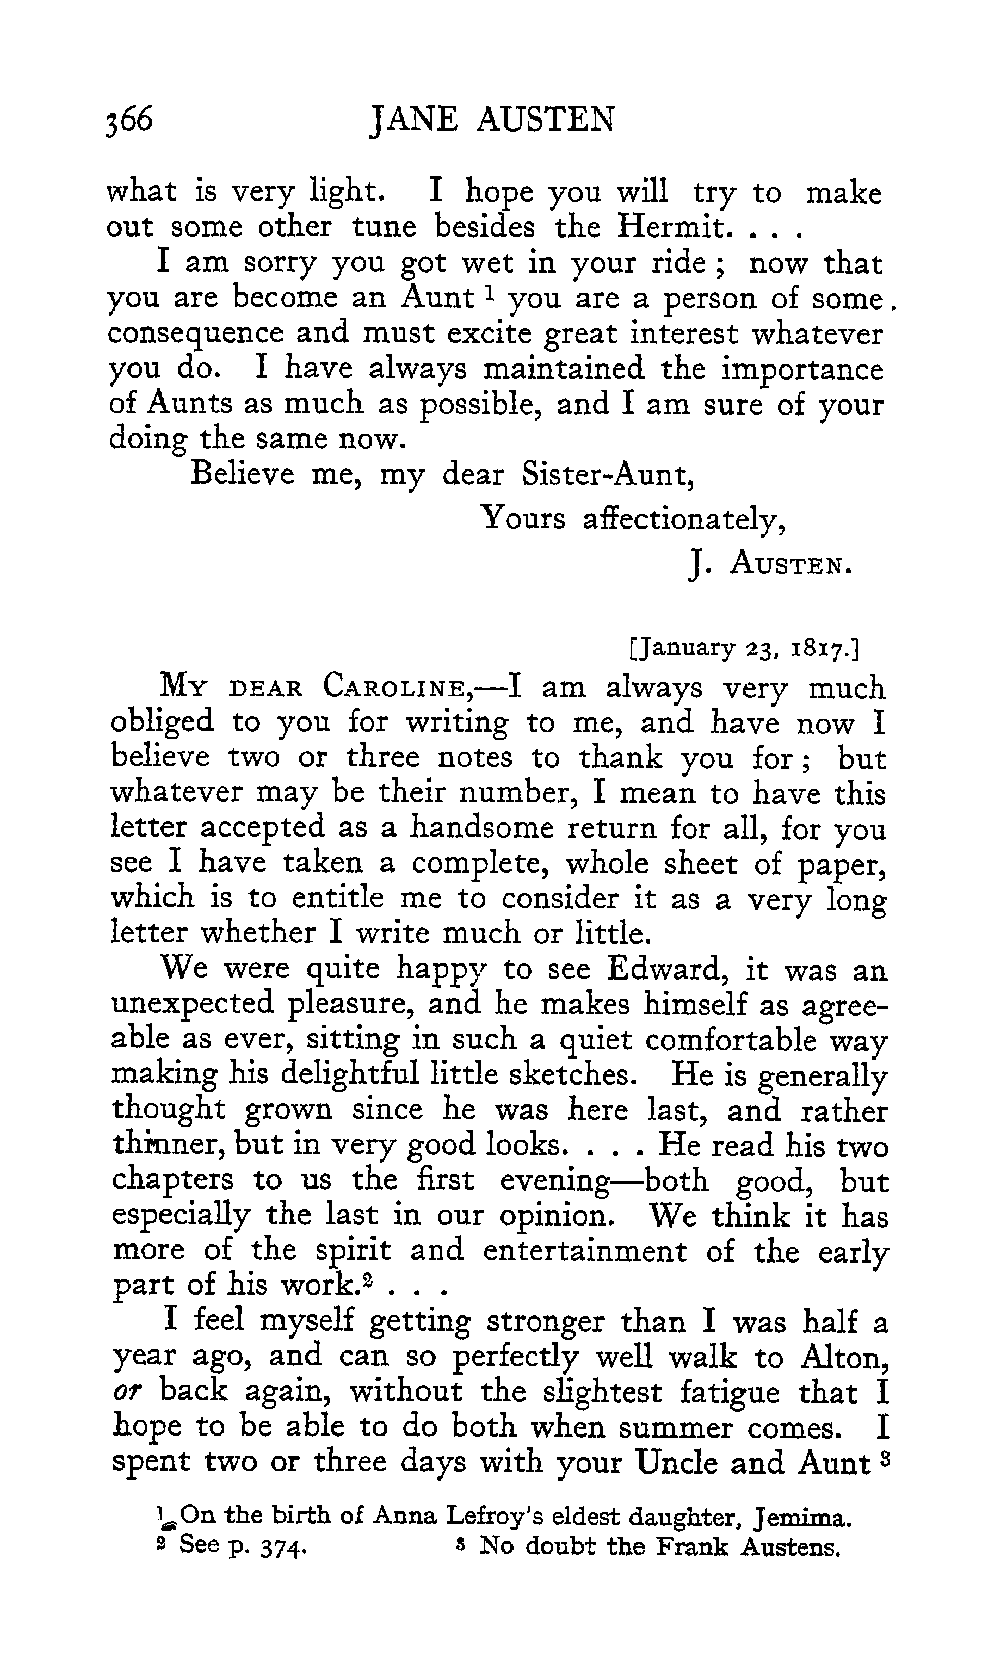 366 JANE AUSTEN
what is very light. I hope you will try to make
out some other tune besides the Hermit. . . .
I am sorry you got wet in your ride ; now that
you are become an Aunt ¹ you are a person of some .
consequence and must excite great interest whatever
you do. I have always maintained the importance
of Aunts as much as possible, and I am sure of your
doing the same now.
Believe me, my dear Sister-Aunt,
Yours affectionately,
J. AUSTEN.
[January 23, 1817.]
MY DEAR CAROLINE,—I am always very much
obliged to you for writing to me, and have now I
believe two or three notes to thank you for ; but
whatever may be their number, I mean to have this
letter accepted as a handsome return for all, for you
see I have taken a complete, whole sheet of paper,
which is to entitle me to consider it as a very long
letter whether I write much or little.
We were quite happy to see Edward, it was an
unexpected pleasure, and he makes himself as agree-
able as ever, sitting in such a quiet comfortable way
making his delightful little sketches. He is generally
thought grown since he was here last, and rather
thinner, but in very good looks. . . . He read his two
chapters to us the first evening—both good, but
especially the last in our opinion. We think it has
more of the spirit and entertainment of the early
part of his work.² . . .
I feel myself getting stronger than I was half a
year ago, and can so perfectly well walk to Alton,
or back again, without the slightest fatigue that I
hope to be able to do both when summer comes. I
spent two or three days with your Uncle and Aunt ³
¹ On the birth of Anna Lefroy's eldest daughter, Jemima.
² See p. 374. ³ No doubt the Frank Austens.